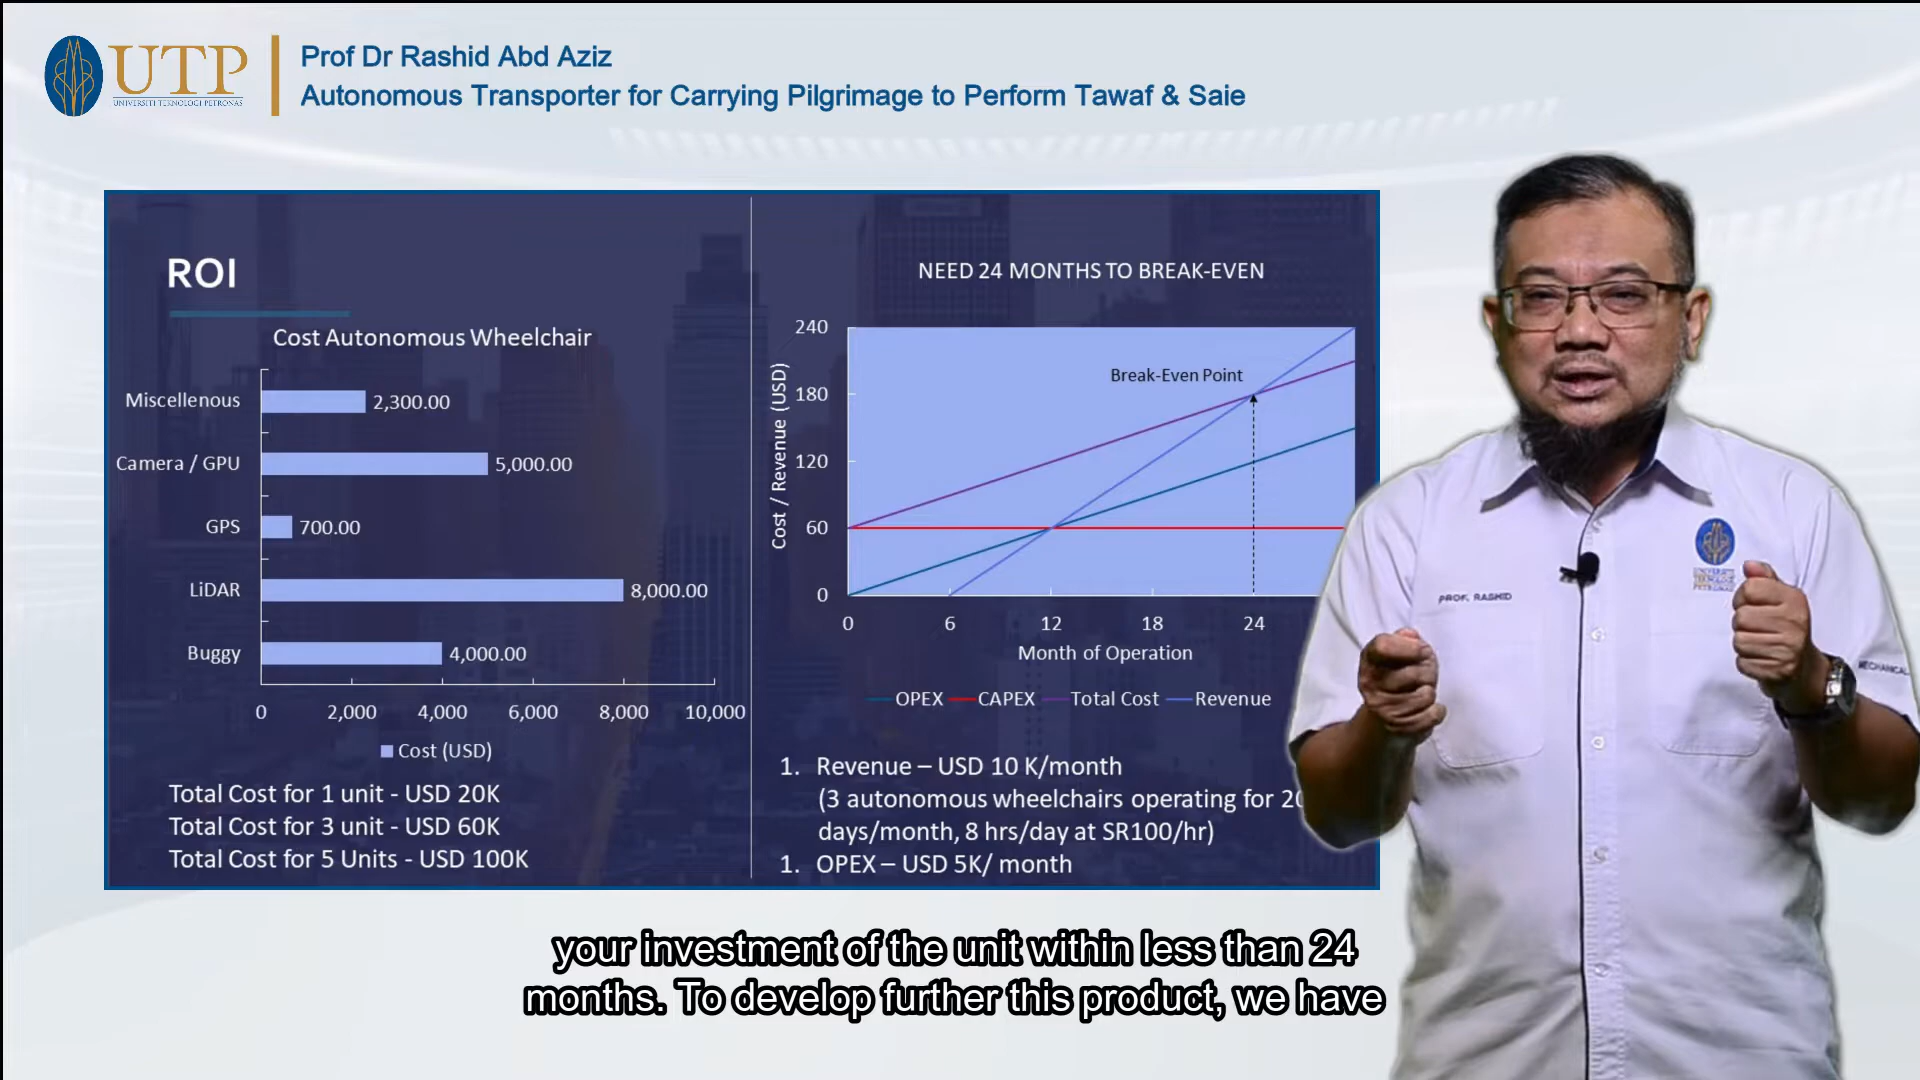 UTP
UNIVERSITI TEKNOLOGI PETRONAS
Prof Dr Rashid Abd Aziz
Autonomous Transporter for Carrying Pilgrimage to Perform Tawaf & Saie
ROI
Cost Autonomous Wheelchair
Miscellenous
2,300.00
Camera / GPU
5,000.00
GPS
700.00
LiDAR
8,000.00
Buggy
4,000.00
0 2,000 4,000 6,000 8,000 10,000
Cost (USD)
Total Cost for 1 unit - USD 20K
Total Cost for 3 unit - USD 60K
Total Cost for 5 Units - USD 100K
NEED 24 MONTHS TO BREAK-EVEN
Cost / Revenue (USD)
240
180
120
60
0
Break-Even Point
0 6 12 18 24
Month of Operation
OPEX CAPEX Total Cost Revenue
1. Revenue – USD 10 K/month
(3 autonomous wheelchairs operating for 20
days/month, 8 hrs/day at SR100/hr)
1. OPEX – USD 5K/ month
PROF. RASHID
UNIVERSITI
TEKNOLOGI
PETRONAS
MECHANICAL
your investment of the unit within less than 24
months. To develop further this product, we have